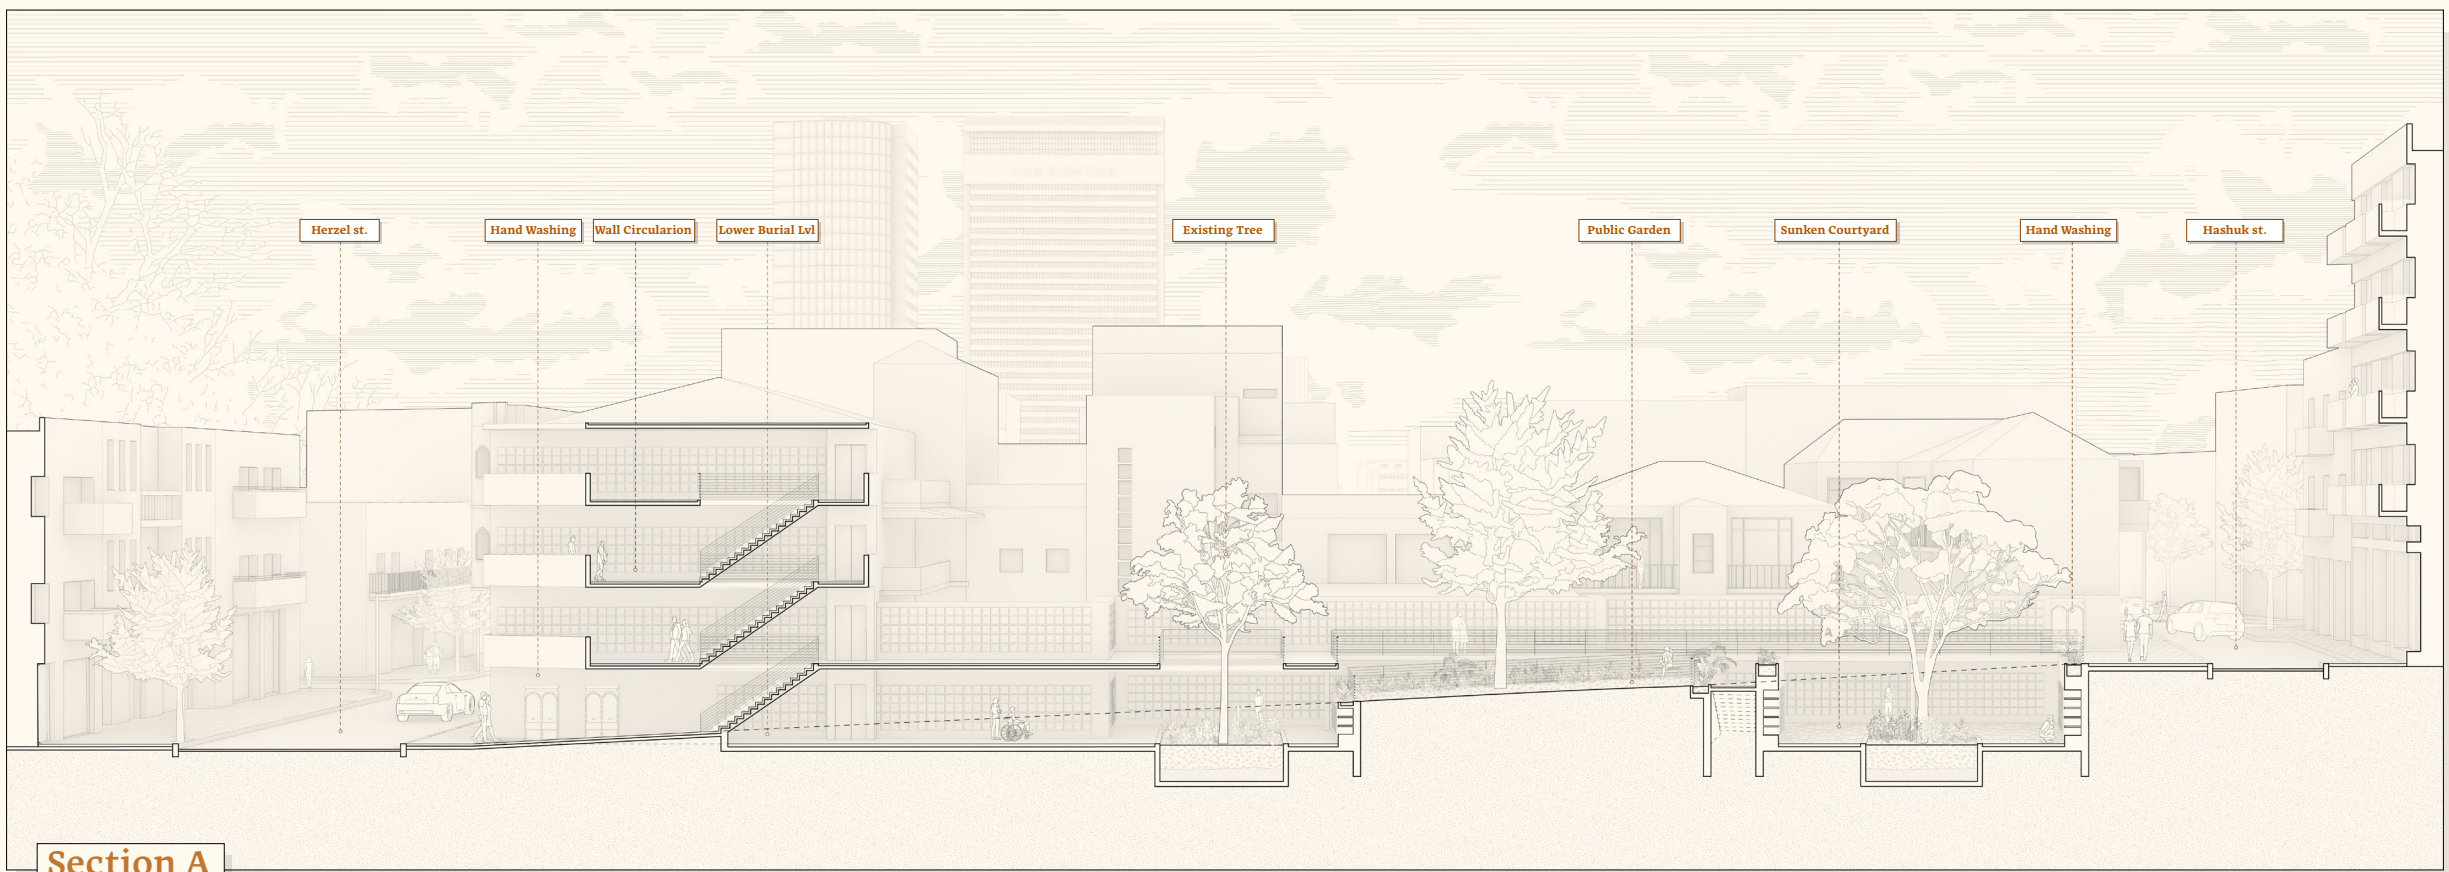 Herzel st.
Hand Washing
Wall Circularion
Lower Burial Lvl
Existing Tree
Public Garden
Sunken Courtyard
Hand Washing
Hashuk st.
Section A